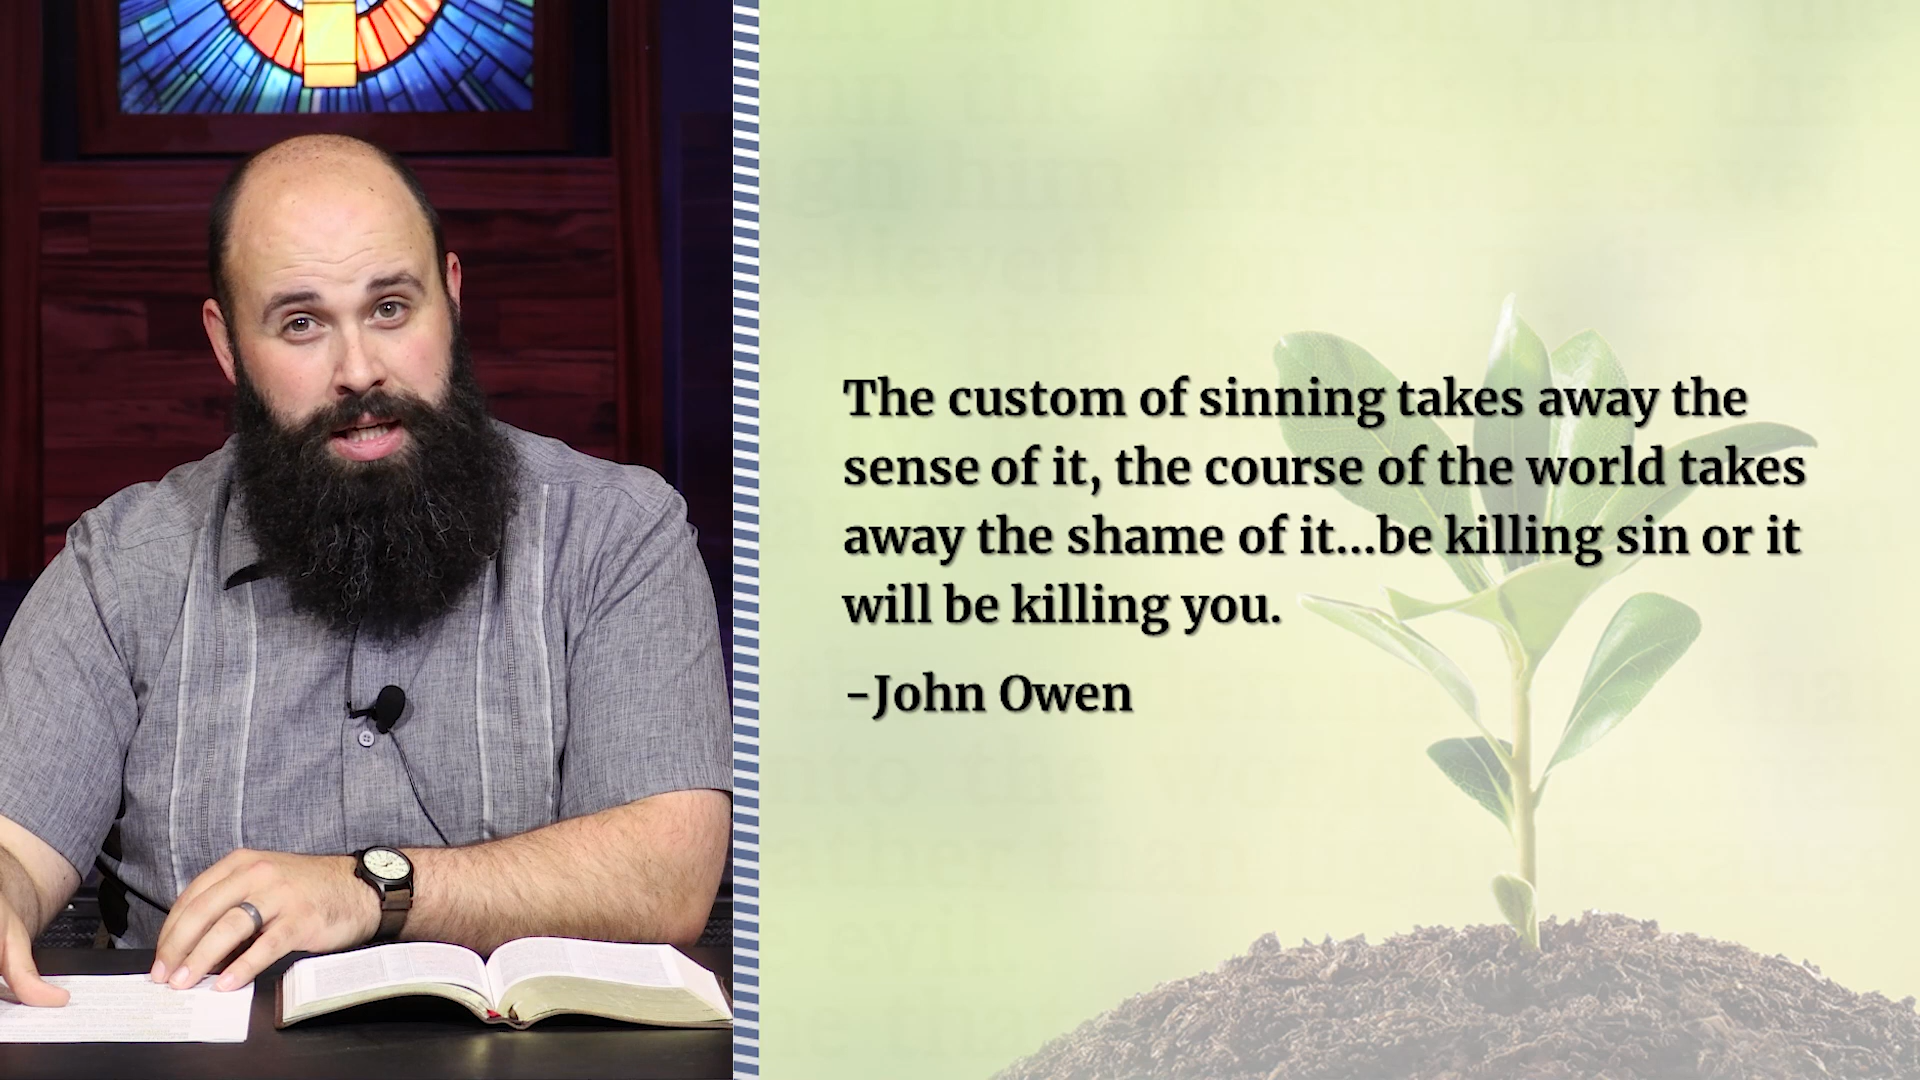 The custom of sinning takes away the
sense of it, the course of the world takes
away the shame of it...be killing sin or it
will be killing you.
-John Owen